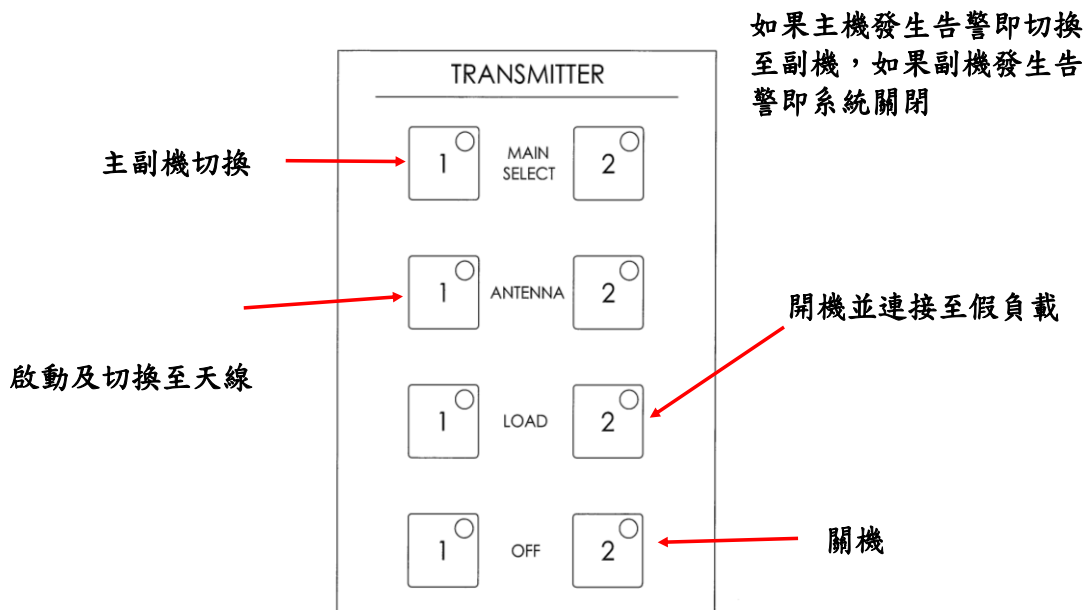 如果主機發生告警即切換
至副機，如果副機發生告
警即系統關閉
TRANSMITTER
主副機切換
1
MAIN
SELECT
2
1
ANTENNA
2
開機並連接至假負載
啟動及切換至天線
1
LOAD
2
1
OFF
2
關機